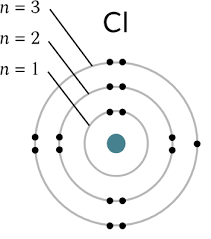 n = 3
Cl
n = 2
n = 1